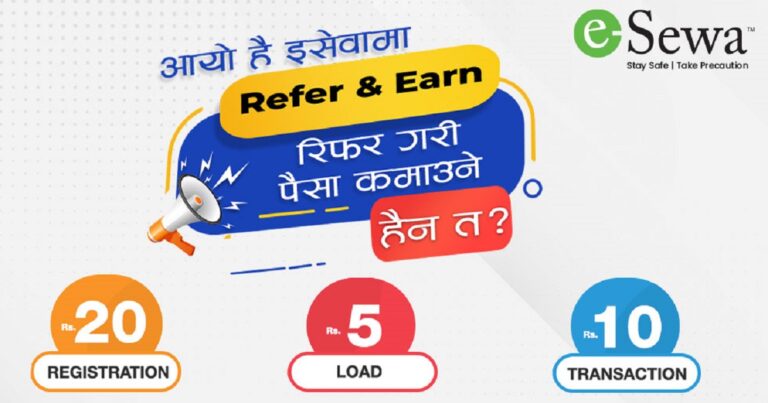 आयो है इसेवामा
e-Sewa™
Stay Safe | Take Precaution
Refer & Earn
रिफर गरी
पैसा कमाउने
हैन त?
Rs. 20
REGISTRATION
Rs. 5
LOAD
Rs. 10
TRANSACTION